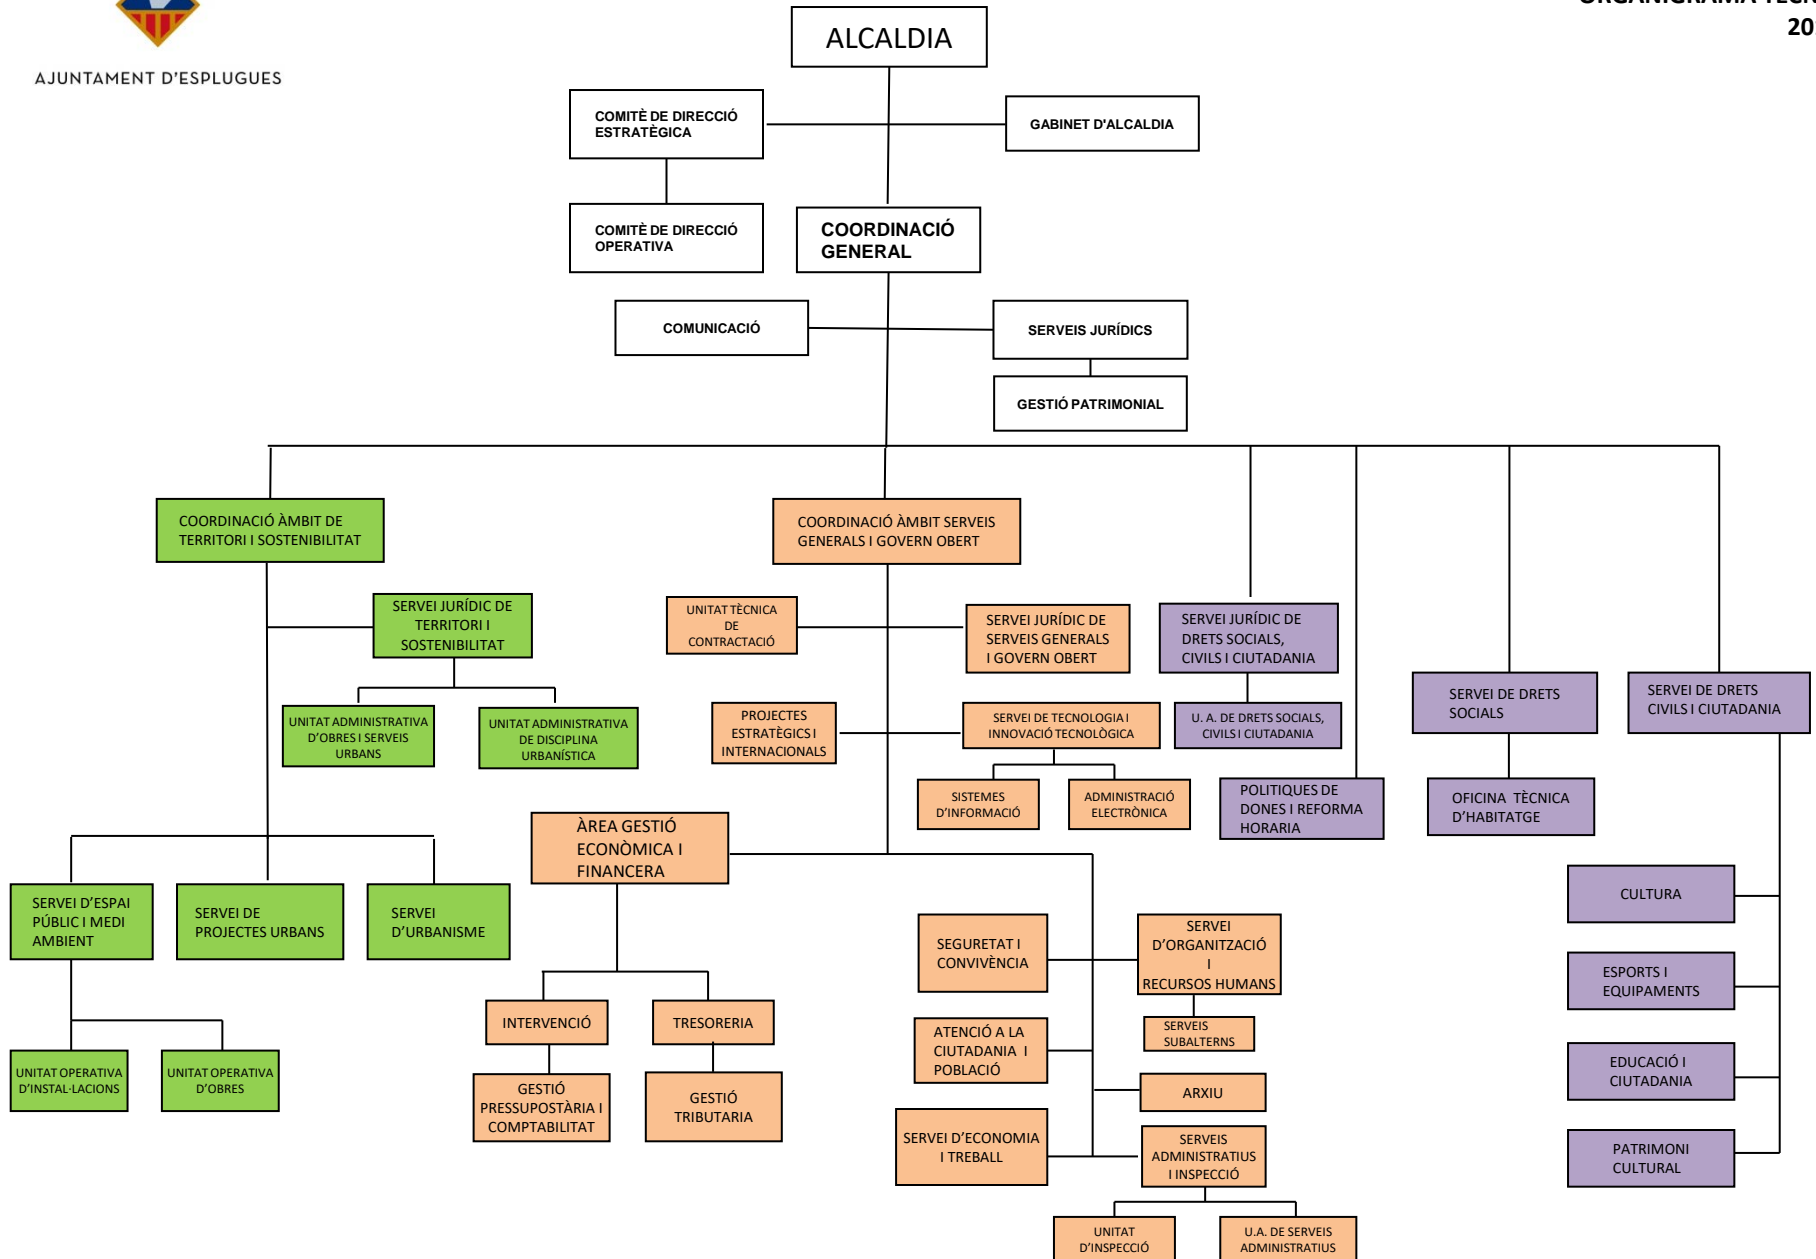 AJUNTAMENT D'ESPLUGUES
ALCALDIA
COMITÈ DE DIRECCIÓ
ESTRATÈGICA
GABINET D'ALCALDIA
COMITÈ DE DIRECCIÓ
OPERATIVA
COORDINACIÓ
GENERAL
COMUNICACIÓ
SERVEIS JURÍDICS
GESTIÓ PATRIMONIAL
COORDINACIÓ ÀMBIT DE
TERRITORI I SOSTENIBILITAT
COORDINACIÓ ÀMBIT SERVEIS
GENERALS I GOVERN OBERT
SERVEI JURÍDIC DE
TERRITORI I
SOSTENIBILITAT
UNITAT TÈCNICA
DE
CONTRACTACIÓ
SERVEI JURÍDIC DE
SERVEIS GENERALS
I GOVERN OBERT
SERVEI JURÍDIC DE
DRETS SOCIALS,
CIVILS I CIUTADANIA
SERVEI DE DRETS
SOCIALS
SERVEI DE DRETS
CIVILS I CIUTADANIA
UNITAT ADMINISTRATIVA
D'OBRES I SERVEIS
URBANS
UNITAT ADMINISTRATIVA
DE DISCIPLINA
URBANÍSTICA
PROJECTES
ESTRATÈGICS I
INTERNACIONALS
SERVEI DE TECNOLOGIA I
INNOVACIÓ TECNOLÒGICA
U. A. DE DRETS SOCIALS,
CIVILS I CIUTADANIA
SISTEMES
D'INFORMACIÓ
ADMINISTRACIÓ
ELECTRÒNICA
POLITIQUES DE
DONES I REFORMA
HORARIA
OFICINA TÈCNICA
D'HABITATGE
ÀREA GESTIÓ
ECONÒMICA I
FINANCERA
SERVEI D'ESPAI
PÚBLIC I MEDI
AMBIENT
SERVEI DE
PROJECTES URBANS
SERVEI
D'URBANISME
CULTURA
SEGURETAT I
CONVIVÈNCIA
SERVEI
D'ORGANITZACIÓ
I
RECURSOS HUMANS
ESPORTS I
EQUIPAMENTS
INTERVENCIÓ
TRESORERIA
SERVEIS
SUBALTERNS
ATENCIÓ A LA
CIUTADANIA I
POBLACIÓ
UNITAT OPERATIVA
D'INSTAL·LACIONS
UNITAT OPERATIVA
D'OBRES
GESTIÓ
PRESSUPOSTÀRIA I
COMPTABILITAT
GESTIÓ
TRIBUTARIA
ARXIU
EDUCACIÓ I
CIUTADANIA
SERVEI D'ECONOMIA
I TREBALL
SERVEIS
ADMINISTRATIUS
I INSPECCIÓ
PATRIMONI
CULTURAL
UNITAT
D'INSPECCIÓ
U.A. DE SERVEIS
ADMINISTRATIUS